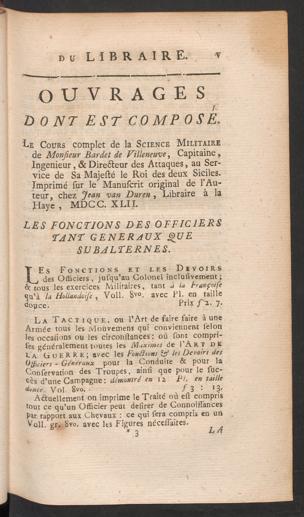 DU LIBRAIRE. v
OUVRAGES
DONT EST COMPOSÉ.
LE COURS complet de la SCIENCE MILITAIRE
de Monsieur Bardet de Villeneuve, Capitaine,
Ingenieur, & Directeur des Attaques, au Ser-
vice de Sa Majesté le Roi des deux Siciles.
Imprimé sur le Manuscrit original de l'Au-
teur, chez Jean van Duren, Libraire à la
Haye, MDCC. XLII.
LES FONCTIONS DES OFFICIERS
TANT GENERAUX QUE
SUBALTERNES.
LES FONCTIONS ET LES DEVOIRS
des Officiers, jusqu'au Colonel inclusivement;
& tous les exercices Militaires, tant à la Françoise
qu'à la Hollandoise, Voll. 8vo. avec Pl. en taille
douce. Prix f 2. 7.
LA TACTIQUE, ou l'Art de faire faire à une
Armée tous les Mouvemens qui conviennent selon
les occasions ou les circonstances: où sont compri-
ses généralement toutes les Maximes de l'ART DE
LA GUERRE; avec les Fonctions & les Devoirs des
Officiers-Généraux pour la Conduite & pour la
Conservation des Troupes, ainsi que pour le suc-
cès d'une Campagne: démontré en 12 Pl. en taille
douce. Vol. 8vo. f 3 : 13.
Actuellement on imprime le Traité où est compris
tout ce qu'un Officier peut desirer de Connoissances
par rapport aux Chevaux: ce qui sera compris en un
Voll. gr. 8vo. avec les Figures nécessaires.
* 3 LA